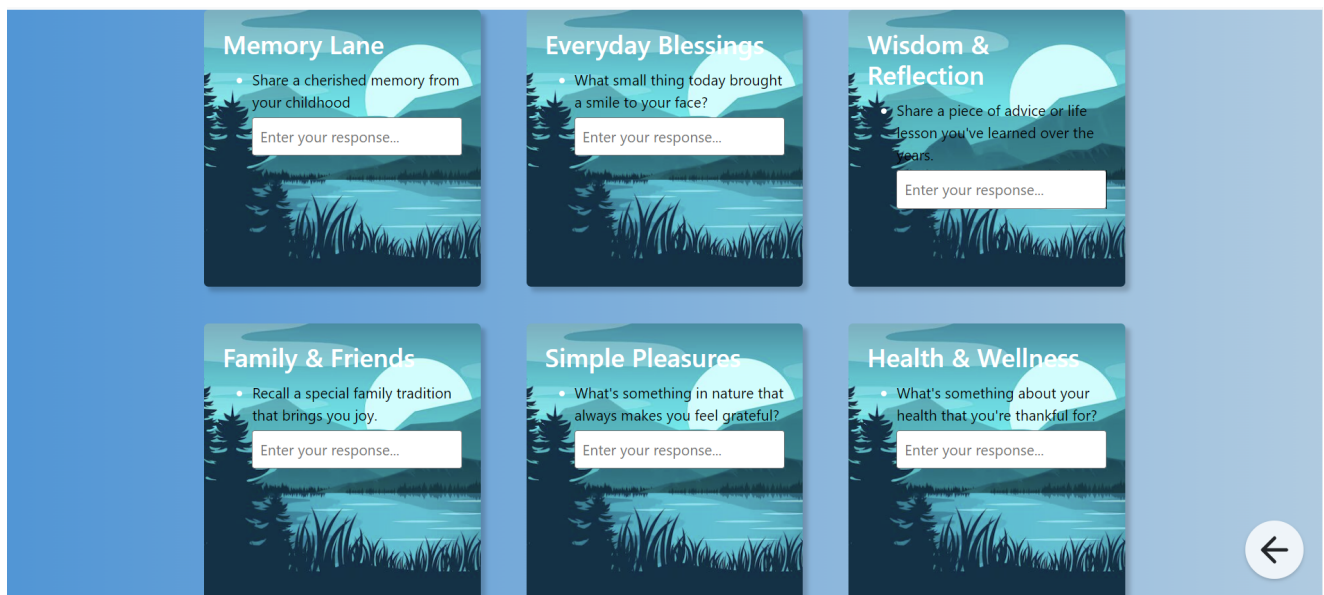 Memory Lane
Share a cherished memory from
your childhood
Enter your response...
Everyday Blessings
What small thing today brought
a smile to your face?
Enter your response...
Wisdom &
Reflection
Share a piece of advice or life
lesson you've learned over the
years.
Enter your response...
Family & Friends
Recall a special family tradition
that brings you joy.
Enter your response...
Simple Pleasures
What's something in nature that
always makes you feel grateful?
Enter your response...
Health & Wellness
What's something about your
health that you're thankful for?
Enter your response...